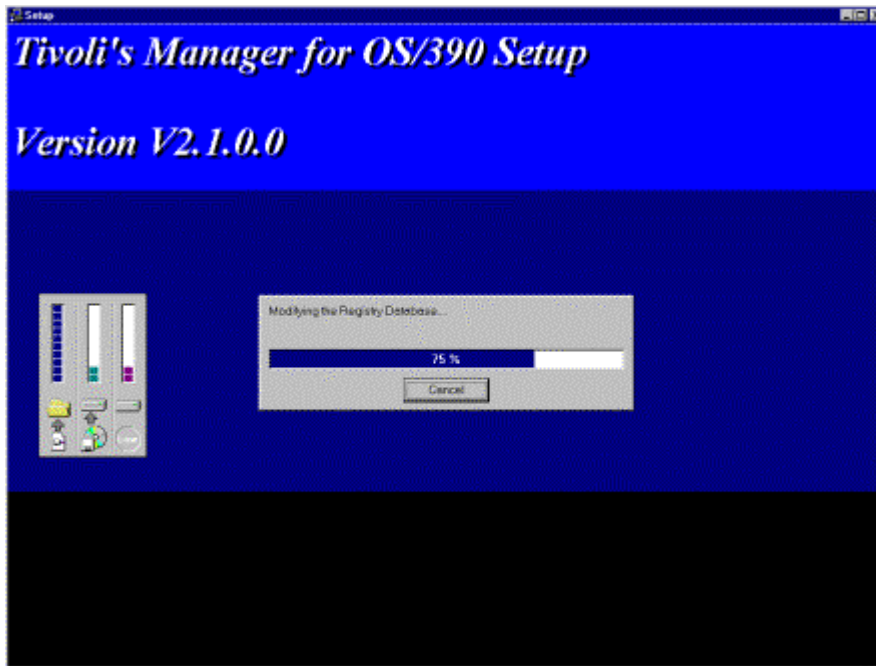 Setup
Tivoli's Manager for OS/390 Setup
Version V2.1.0.0
Modifying the Registry Database...
75 %
Cancel